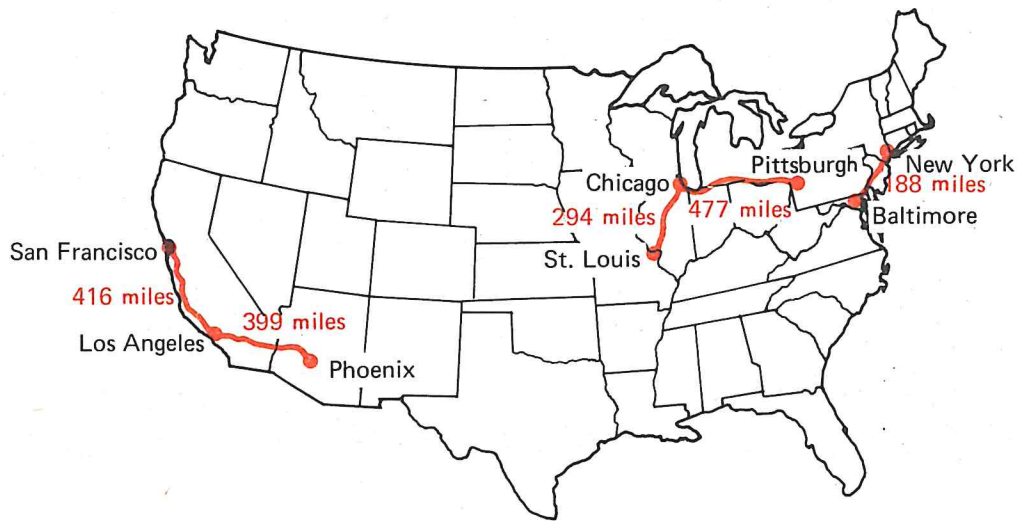 Pittsburgh
New York
188 miles
Chicago
477 miles
294 miles
Baltimore
St. Louis
San Francisco
416 miles
399 miles
Los Angeles
Phoenix